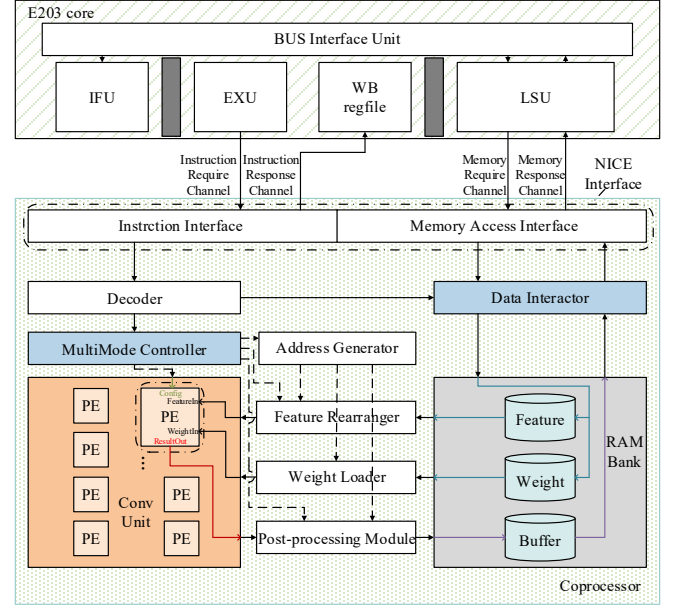 E203 core
BUS Interface Unit
IFU
EXU
WB
regfile
LSU
Instruction
Require
Channel
Instruction
Response
Channel
Memory
Require
Channel
Memory
Response
Channel
NICE
Interface
Instrction Interface
Memory Access Interface
Decoder
Data Interactor
MultiMode Controller
Address Generator
PE
PE
PE
PE
Config
FeatureIn
PE
WeightIn
ResultOut
...
Conv
Unit
PE
PE
Feature Rearranger
Weight Loader
Post-processing Module
Feature
Weight
Buffer
RAM
Bank
Coprocessor